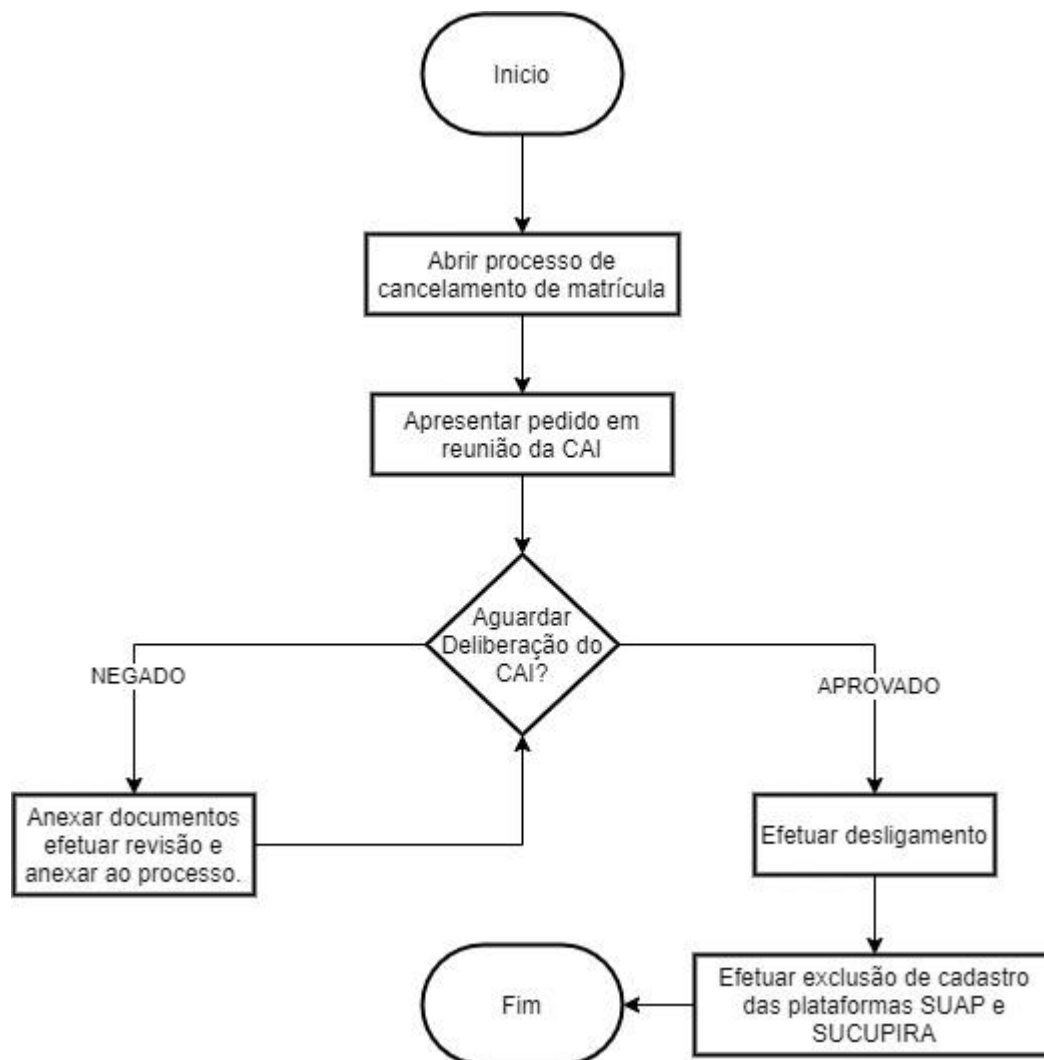 Inicio
Abrir processo de
cancelamento de matrícula
Apresentar pedido em
reunião da CAI
Aguardar
Deliberação do
CAI?
NEGADO
APROVADO
Anexar documentos
efetuar revisão e
anexar ao processo.
Efetuar desligamento
Efetuar exclusão de cadastro
das plataformas SUAP e
SUCUPIRA
Fim